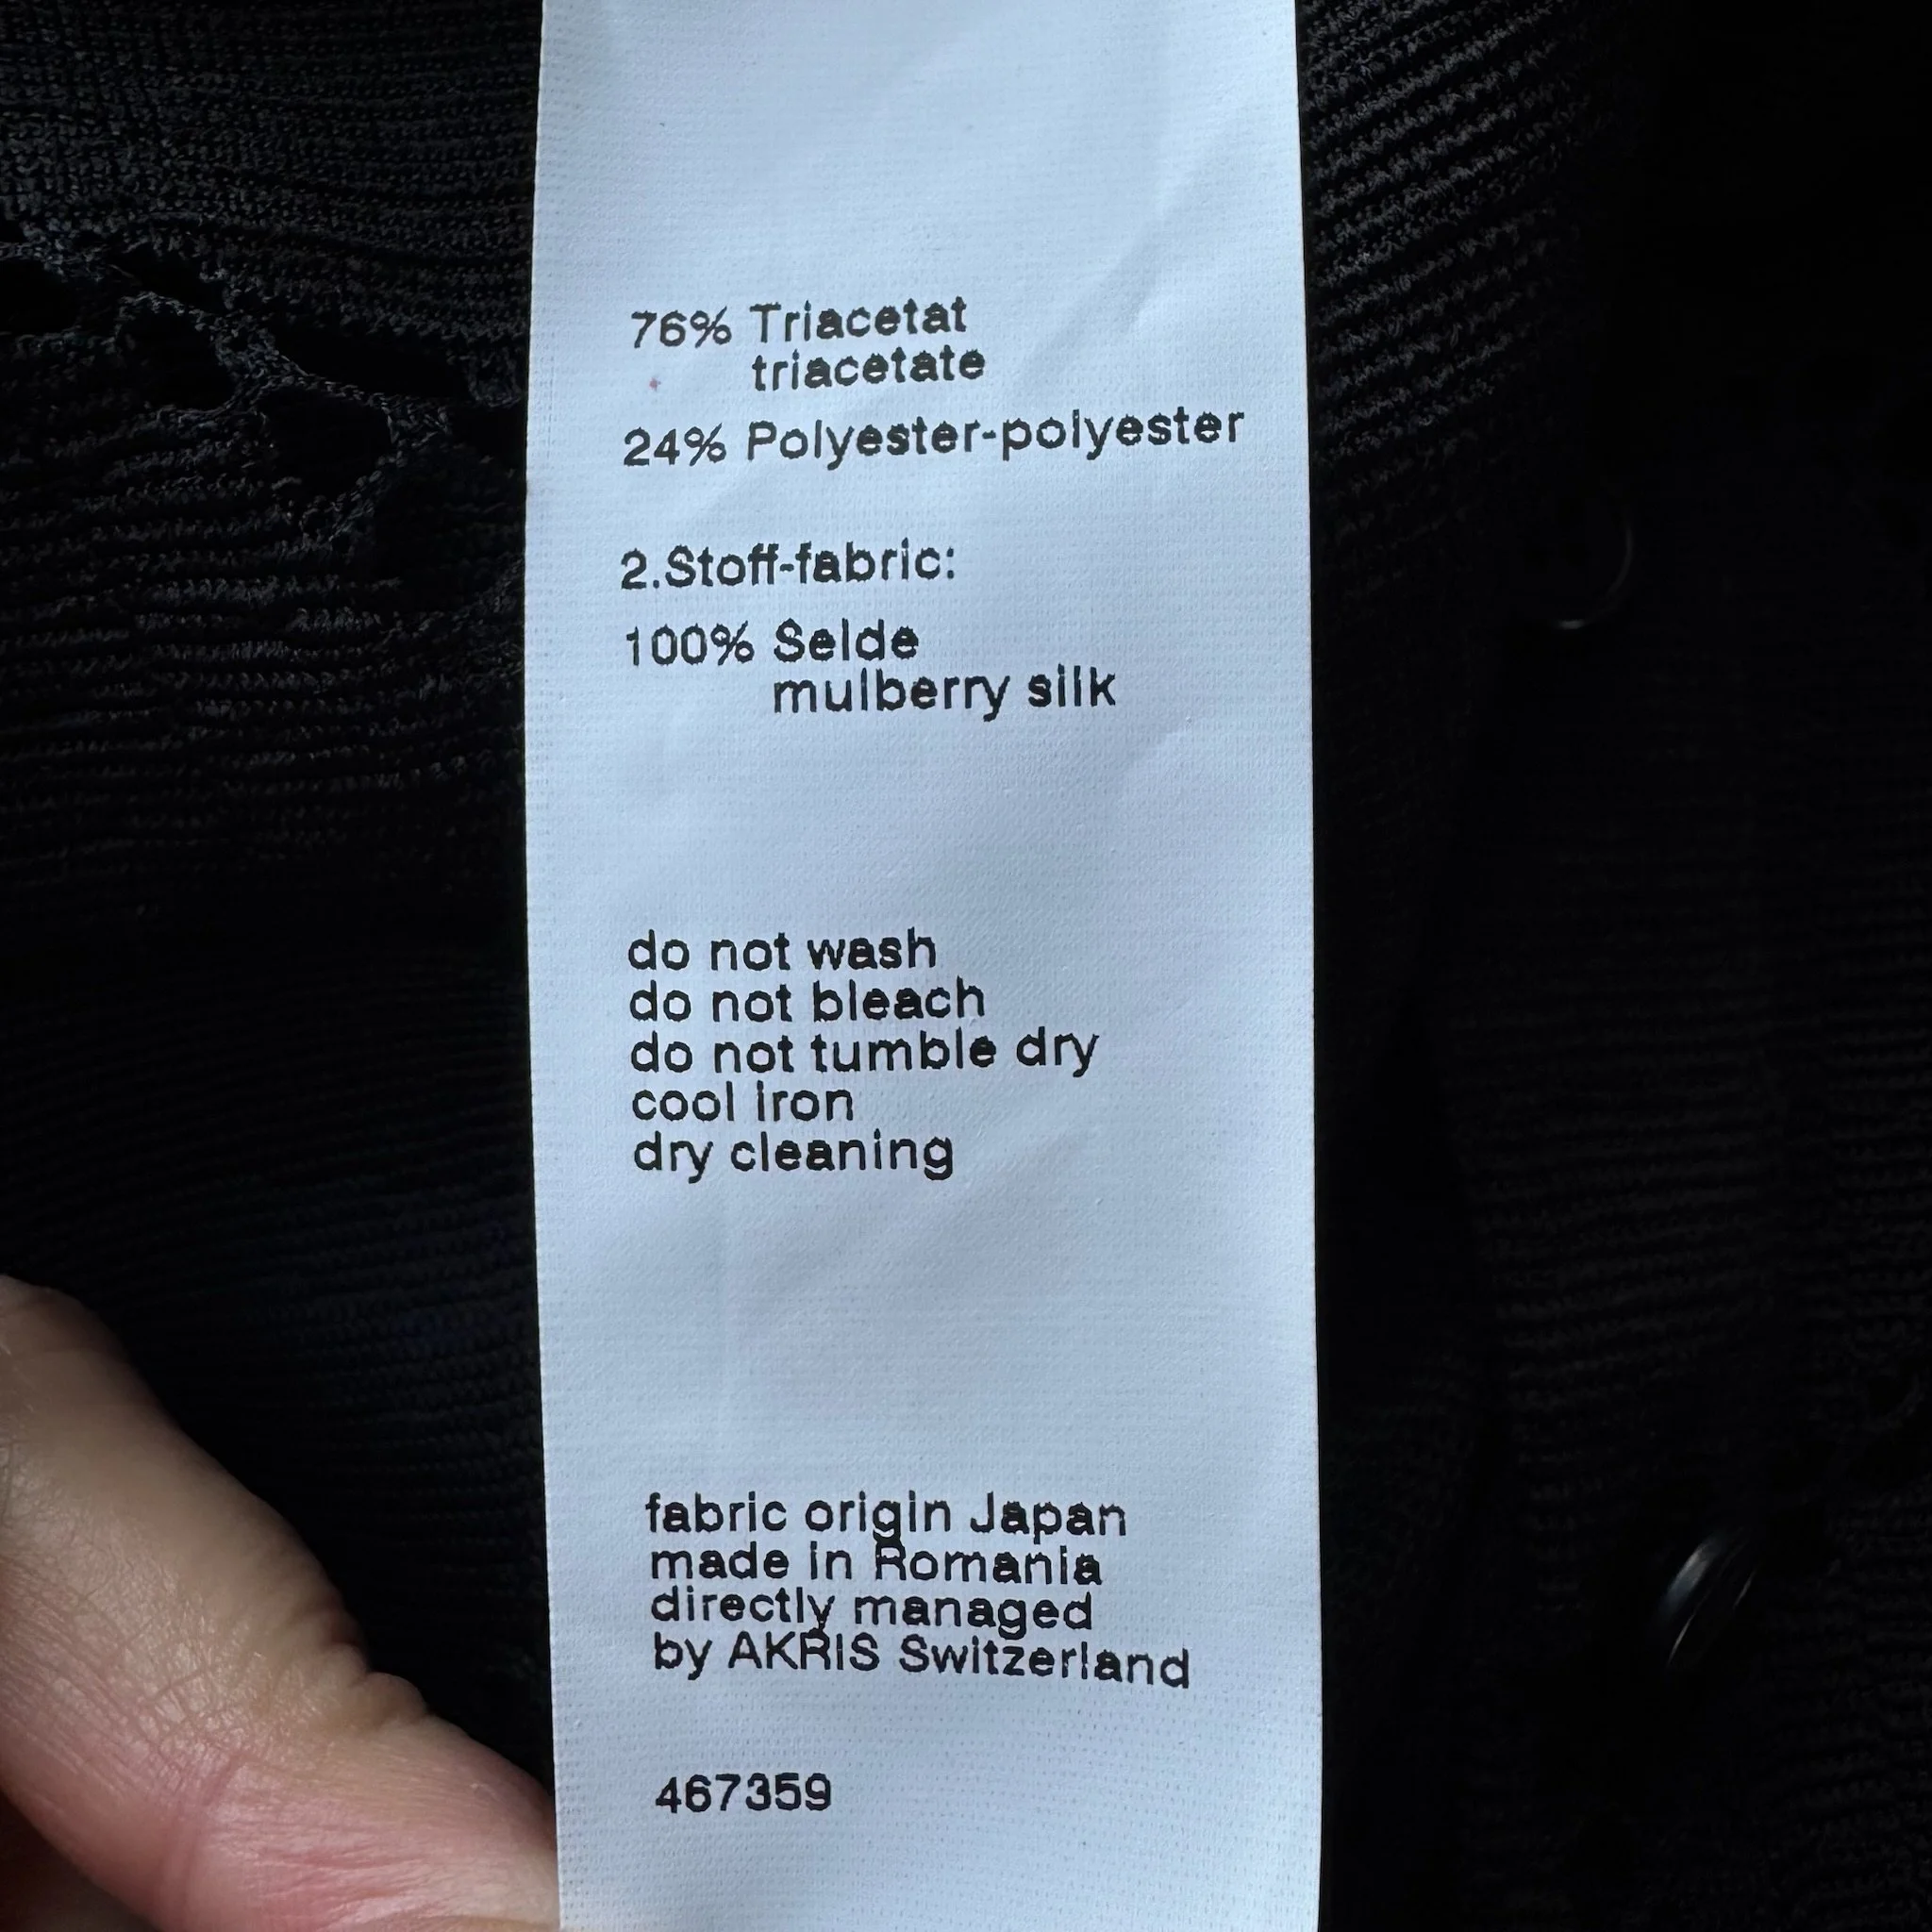 76% Triacetat
triacetate
24% Polyester-polyester
2.Stoff-fabric:
100% Seide
mulberry silk
do not wash
do not bleach
do not tumble dry
cool iron
dry cleaning
fabric origin Japan
made in Romania
directly managed
by AKRIS Switzerland
467359